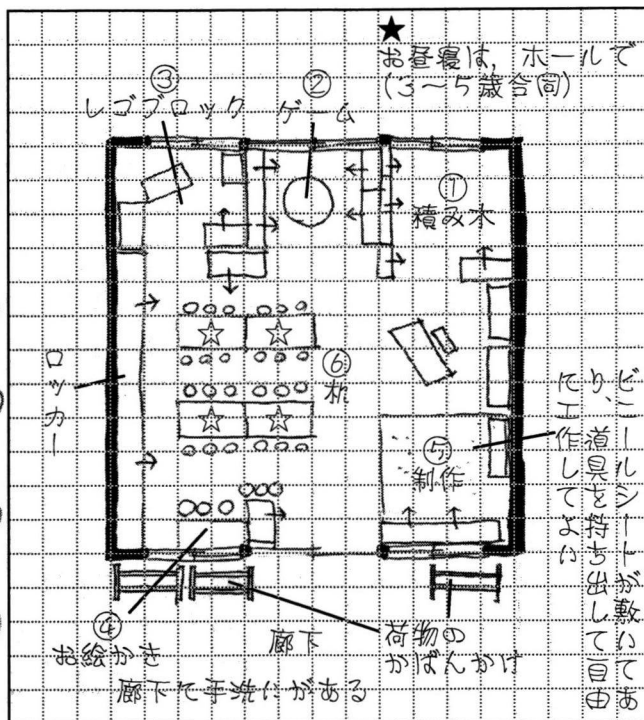 ★
お昼寝は，ホールで
(3～5歳合同)
③
レゴブロック
②
ゲーム
①
積み木
ロッカー
⑥
机
⑤
制作
ビニールシートが敷いてあ
り、道具を持ち出して自由
に工作してよい
④
お絵かき
廊下
荷物の
かばんかけ
廊下で手洗いがある